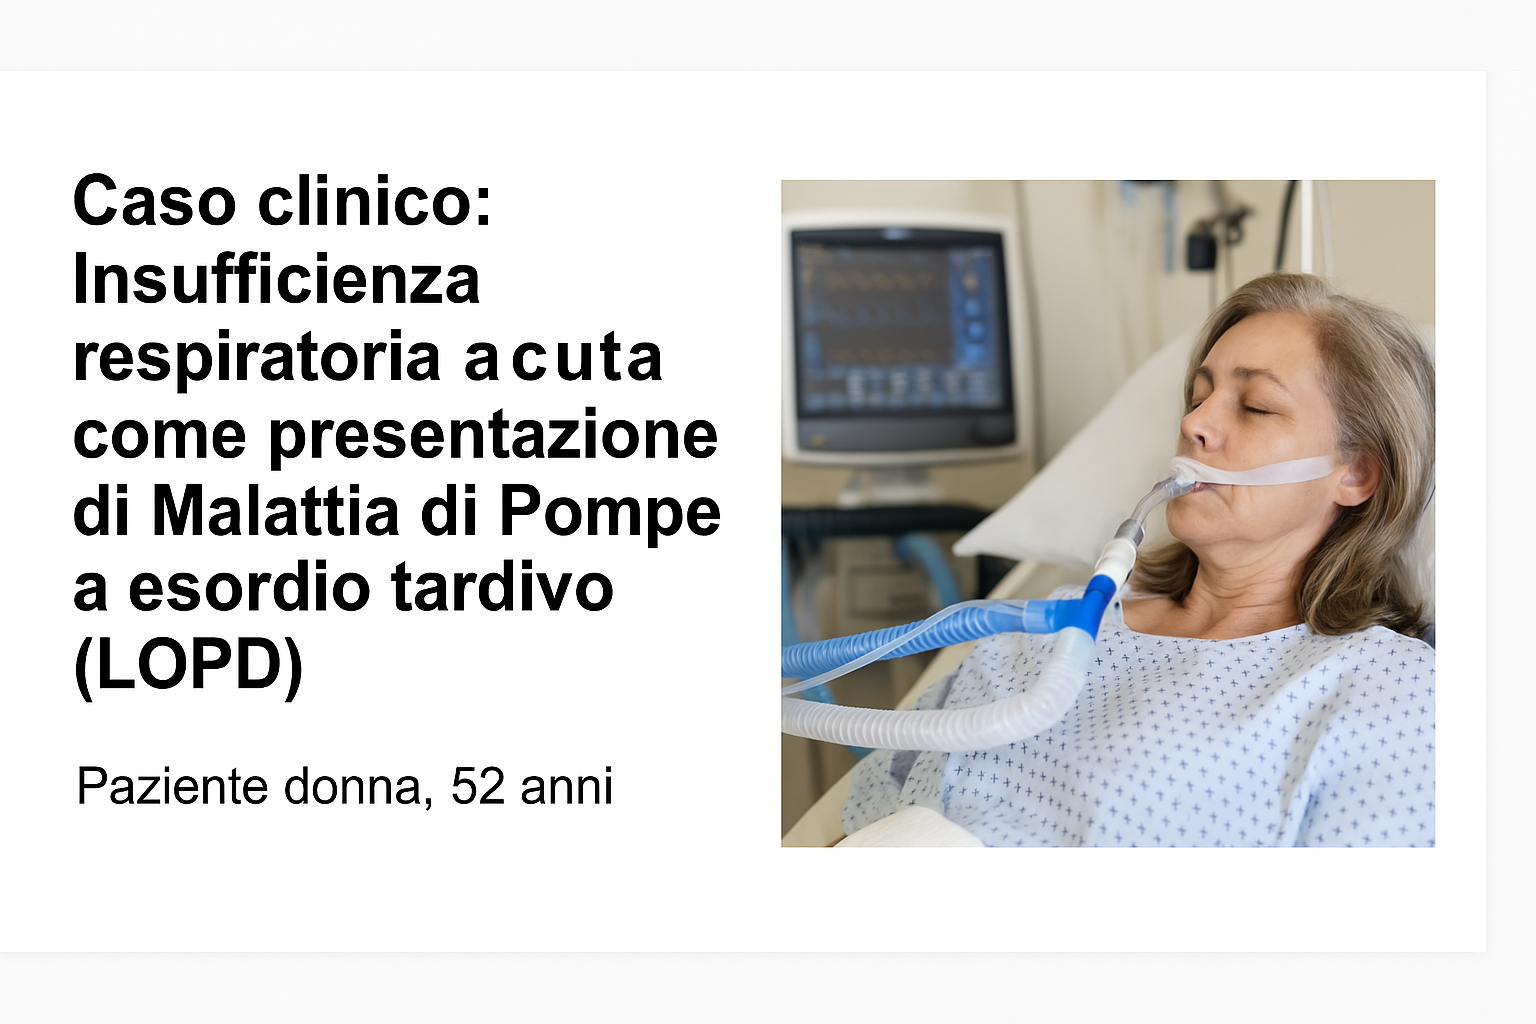 Caso clinico:
Insufficienza
respiratoria acuta
come presentazione
di Malattia di Pompe
a esordio tardivo
(LOPD)
Paziente donna, 52 anni